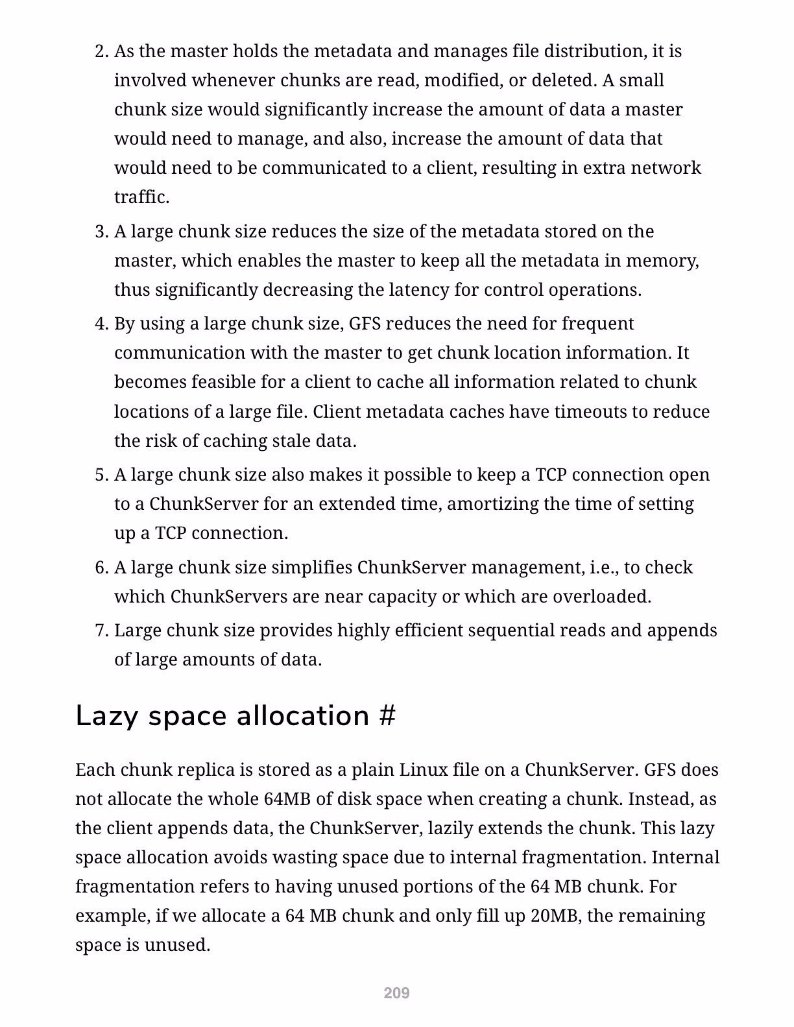 2. As the master holds the metadata and manages file distribution, it is
involved whenever chunks are read, modified, or deleted. A small
chunk size would significantly increase the amount of data a master
would need to manage, and also, increase the amount of data that
would need to be communicated to a client, resulting in extra network
traffic.
3. A large chunk size reduces the size of the metadata stored on the
master, which enables the master to keep all the metadata in memory,
thus significantly decreasing the latency for control operations.
4. By using a large chunk size, GFS reduces the need for frequent
communication with the master to get chunk location information. It
becomes feasible for a client to cache all information related to chunk
locations of a large file. Client metadata caches have timeouts to reduce
the risk of caching stale data.
5. A large chunk size also makes it possible to keep a TCP connection open
to a ChunkServer for an extended time, amortizing the time of setting
up a TCP connection.
6. A large chunk size simplifies ChunkServer management, i.e., to check
which ChunkServers are near capacity or which are overloaded.
7. Large chunk size provides highly efficient sequential reads and appends
of large amounts of data.
Lazy space allocation #
Each chunk replica is stored as a plain Linux file on a ChunkServer. GFS does
not allocate the whole 64MB of disk space when creating a chunk. Instead, as
the client appends data, the ChunkServer, lazily extends the chunk. This lazy
space allocation avoids wasting space due to internal fragmentation. Internal
fragmentation refers to having unused portions of the 64 MB chunk. For
example, if we allocate a 64 MB chunk and only fill up 20MB, the remaining
space is unused.
209